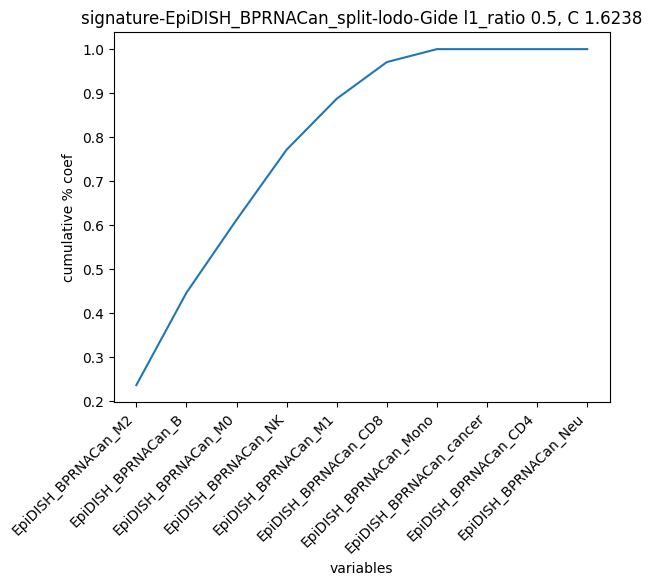 signature-EpiDISH_BPRNACan_split-lodo-Gide l1_ratio 0.5, C 1.6238
1.0
0.9
0.8
0.7
0.6
0.5
0.4
0.3
0.2
cumulative % coef
EpiDISH_BPRNACan_M2
EpiDISH_BPRNACan_B
EpiDISH_BPRNACan_M0
EpiDISH_BPRNACan_NK
EpiDISH_BPRNACan_M1
EpiDISH_BPRNACan_CD8
EpiDISH_BPRNACan_Mono
EpiDISH_BPRNACan_cancer
EpiDISH_BPRNACan_CD4
EpiDISH_BPRNACan_Neu
variables